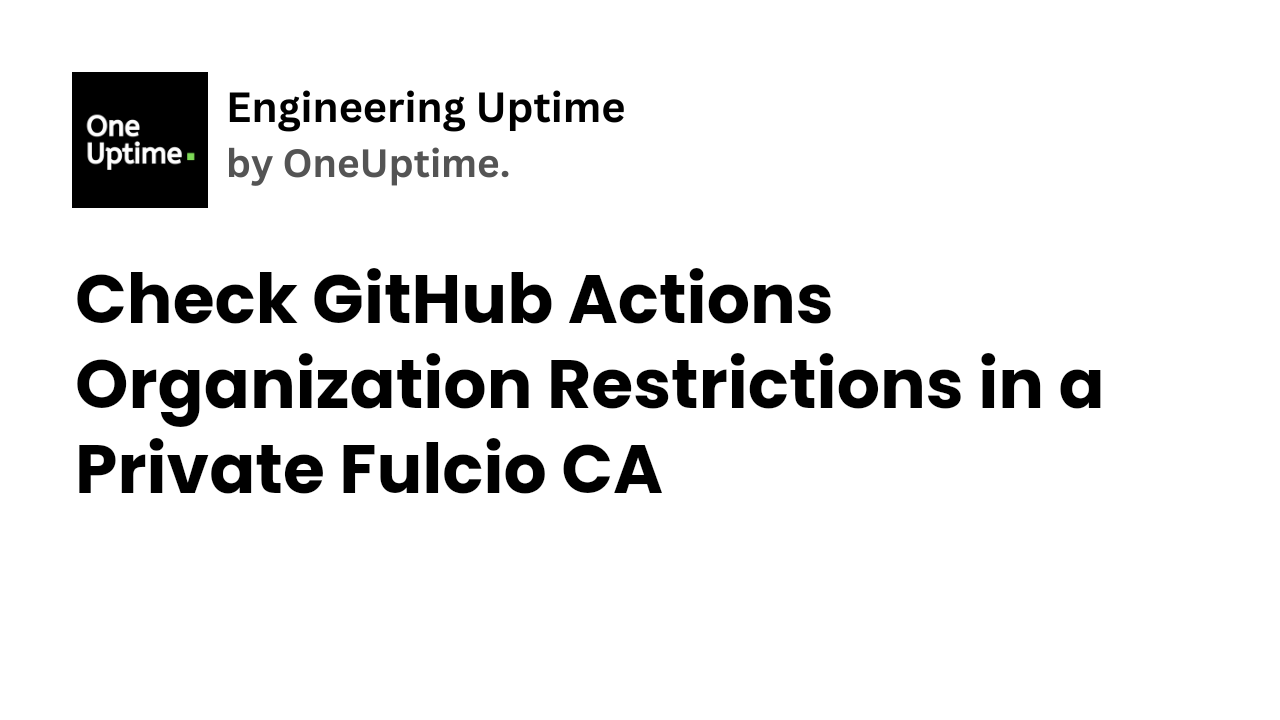 One
Uptime
Engineering Uptime
by OneUptime.
Check GitHub Actions
Organization Restrictions in a
Private Fulcio CA